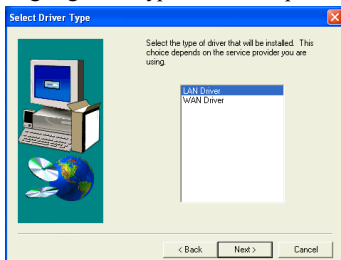 Select Driver Type
Select the type of driver that will be installed. This
choice depends on the service provider you are
using.
LAN Driver
WAN Driver
< Back
Next >
Cancel